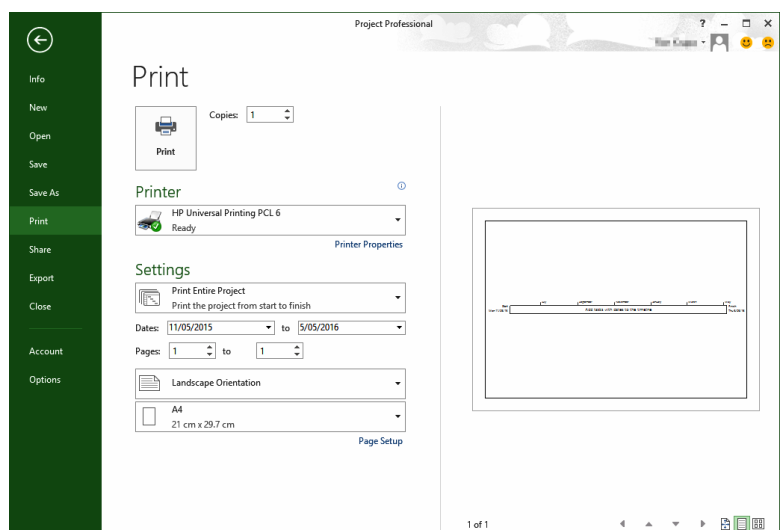 Project Professional
?
Info
New
Open
Save
Save As
Print
Share
Export
Close
Account
Options
Print
Print
Copies: 1
Printer
HP Universal Printing PCL 6
Ready
Printer Properties
Settings
Print Entire Project
Print the project from start to finish
Dates: 11/05/2015 to 5/05/2016
Pages: 1 to 1
Landscape Orientation
A4
21 cm x 29.7 cm
Page Setup
Add tasks with dates to the timeline
1 of 1